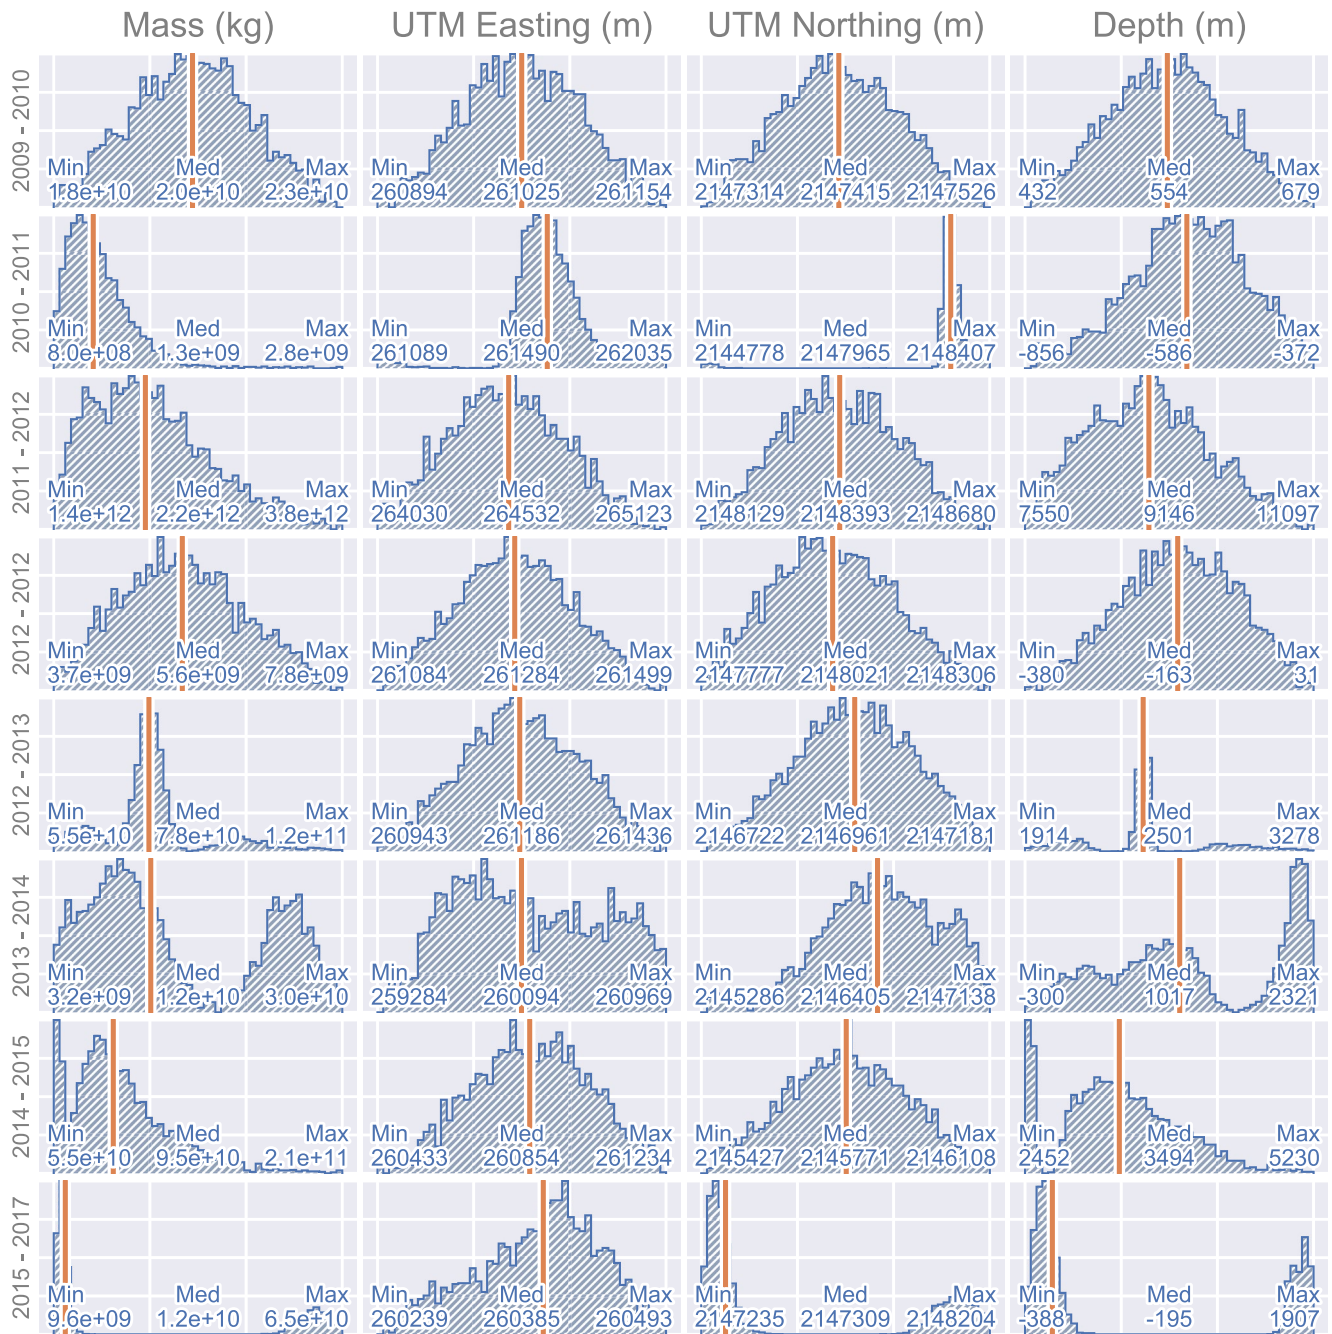 Mass (kg) UTM Easting (m) UTM Northing (m) Depth (m)
2009 - 2010
Min Med Max Min Med Max Min Med Max Min Med Max
1.8e+10 2.0e+10 2.3e+10 260894 261025 261154 2147314 2147415 2147526 432 554 679
2010 - 2011
Min Med Max Min Med Max Min Med Max Min Med Max
8.0e+08 1.3e+09 2.8e+09 261089 261490 262035 2144778 2147965 2148407 -856 -586 -372
2011 - 2012
Min Med Max Min Med Max Min Med Max Min Med Max
1.4e+12 2.2e+12 3.8e+12 264030 264532 265123 2148129 2148393 2148680 7550 9146 11097
2012 - 2012
Min Med Max Min Med Max Min Med Max Min Med Max
3.7e+09 5.6e+09 7.8e+09 261084 261284 261499 2147777 2148021 2148306 -380 -163 31
2012 - 2013
Min Med Max Min Med Max Min Med Max Min Med Max
5.5e+10 7.8e+10 1.2e+11 260943 261186 261436 2146722 2146961 2147181 1914 2501 3278
2013 - 2014
Min Med Max Min Med Max Min Med Max Min Med Max
3.2e+09 1.2e+10 3.0e+10 259284 260094 260969 2145286 2146405 2147138 -300 1017 2321
2014 - 2015
Min Med Max Min Med Max Min Med Max Min Med Max
5.5e+10 9.5e+10 2.1e+11 260433 260854 261234 2145427 2145771 2146108 2452 3494 5230
2015 - 2017
Min Med Max Min Med Max Min Med Max Min Med Max
9.6e+09 1.2e+10 6.5e+10 260239 260385 260493 2147235 2147309 2148204 -388 -195 1907